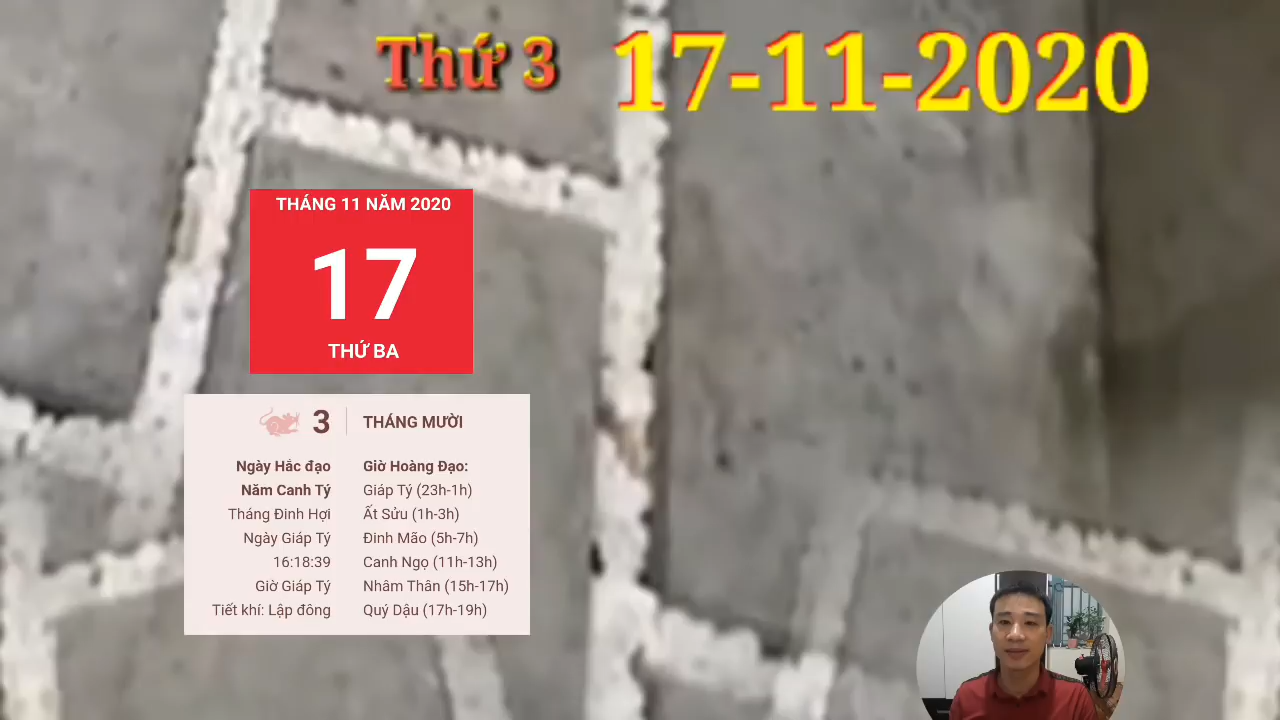 Thứ 3 17-11-2020
THÁNG 11 NĂM 2020
17
THỨ BA
3 THÁNG MƯỜI
Ngày Hắc đạo
Năm Canh Tý
Tháng Đinh Hợi
Ngày Giáp Tý
16:18:39
Giờ Giáp Tý
Tiết khí: Lập đông
Giờ Hoàng Đạo:
Giáp Tý (23h-1h)
Ất Sửu (1h-3h)
Đinh Mão (5h-7h)
Canh Ngọ (11h-13h)
Nhâm Thân (15h-17h)
Quý Dậu (17h-19h)